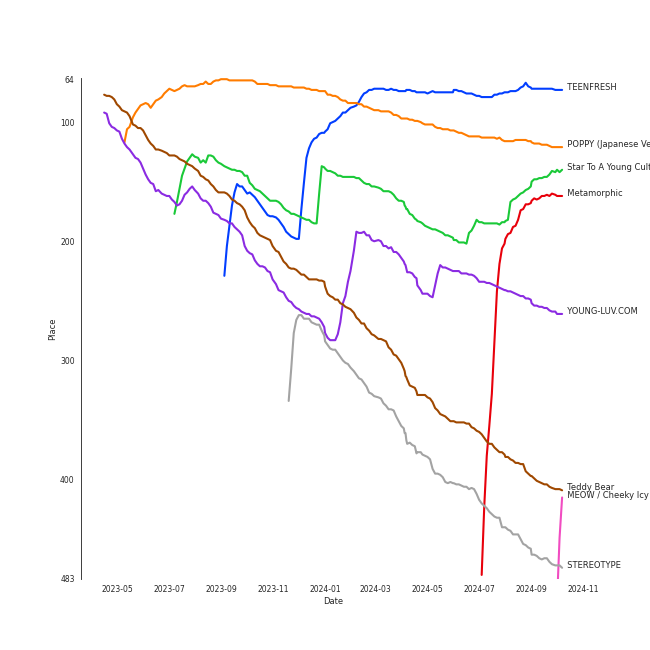 64
100
200
300
400
483
Place
2023-05
2023-07
2023-09
2023-11
2024-01
2024-03
2024-05
2024-07
2024-09
2024-11
Date
TEENFRESH
POPPY (Japanese Ve
Star To A Young Cult
Metamorphic
YOUNG-LUV.COM
Teddy Bear
MEOW / Cheeky Icy
STEREOTYPE